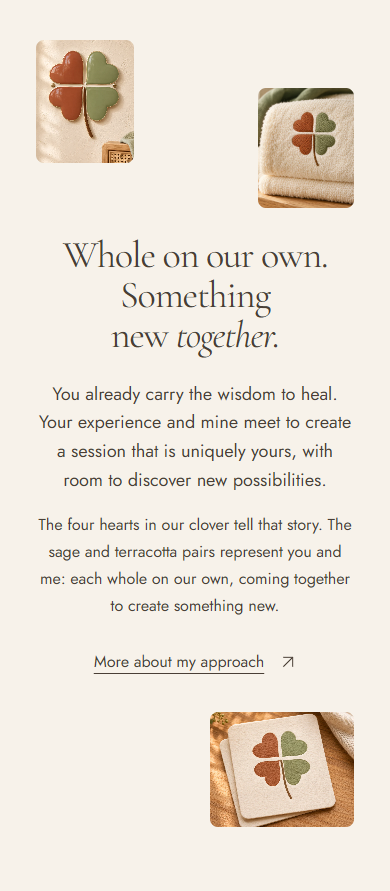 Whole on our own.
Something
new together.
You already carry the wisdom to heal.
Your experience and mine meet to create
a session that is uniquely yours, with
room to discover new possibilities.
The four hearts in our clover tell that story. The
sage and terracotta pairs represent you and
me: each whole on our own, coming together
to create something new.
More about my approach